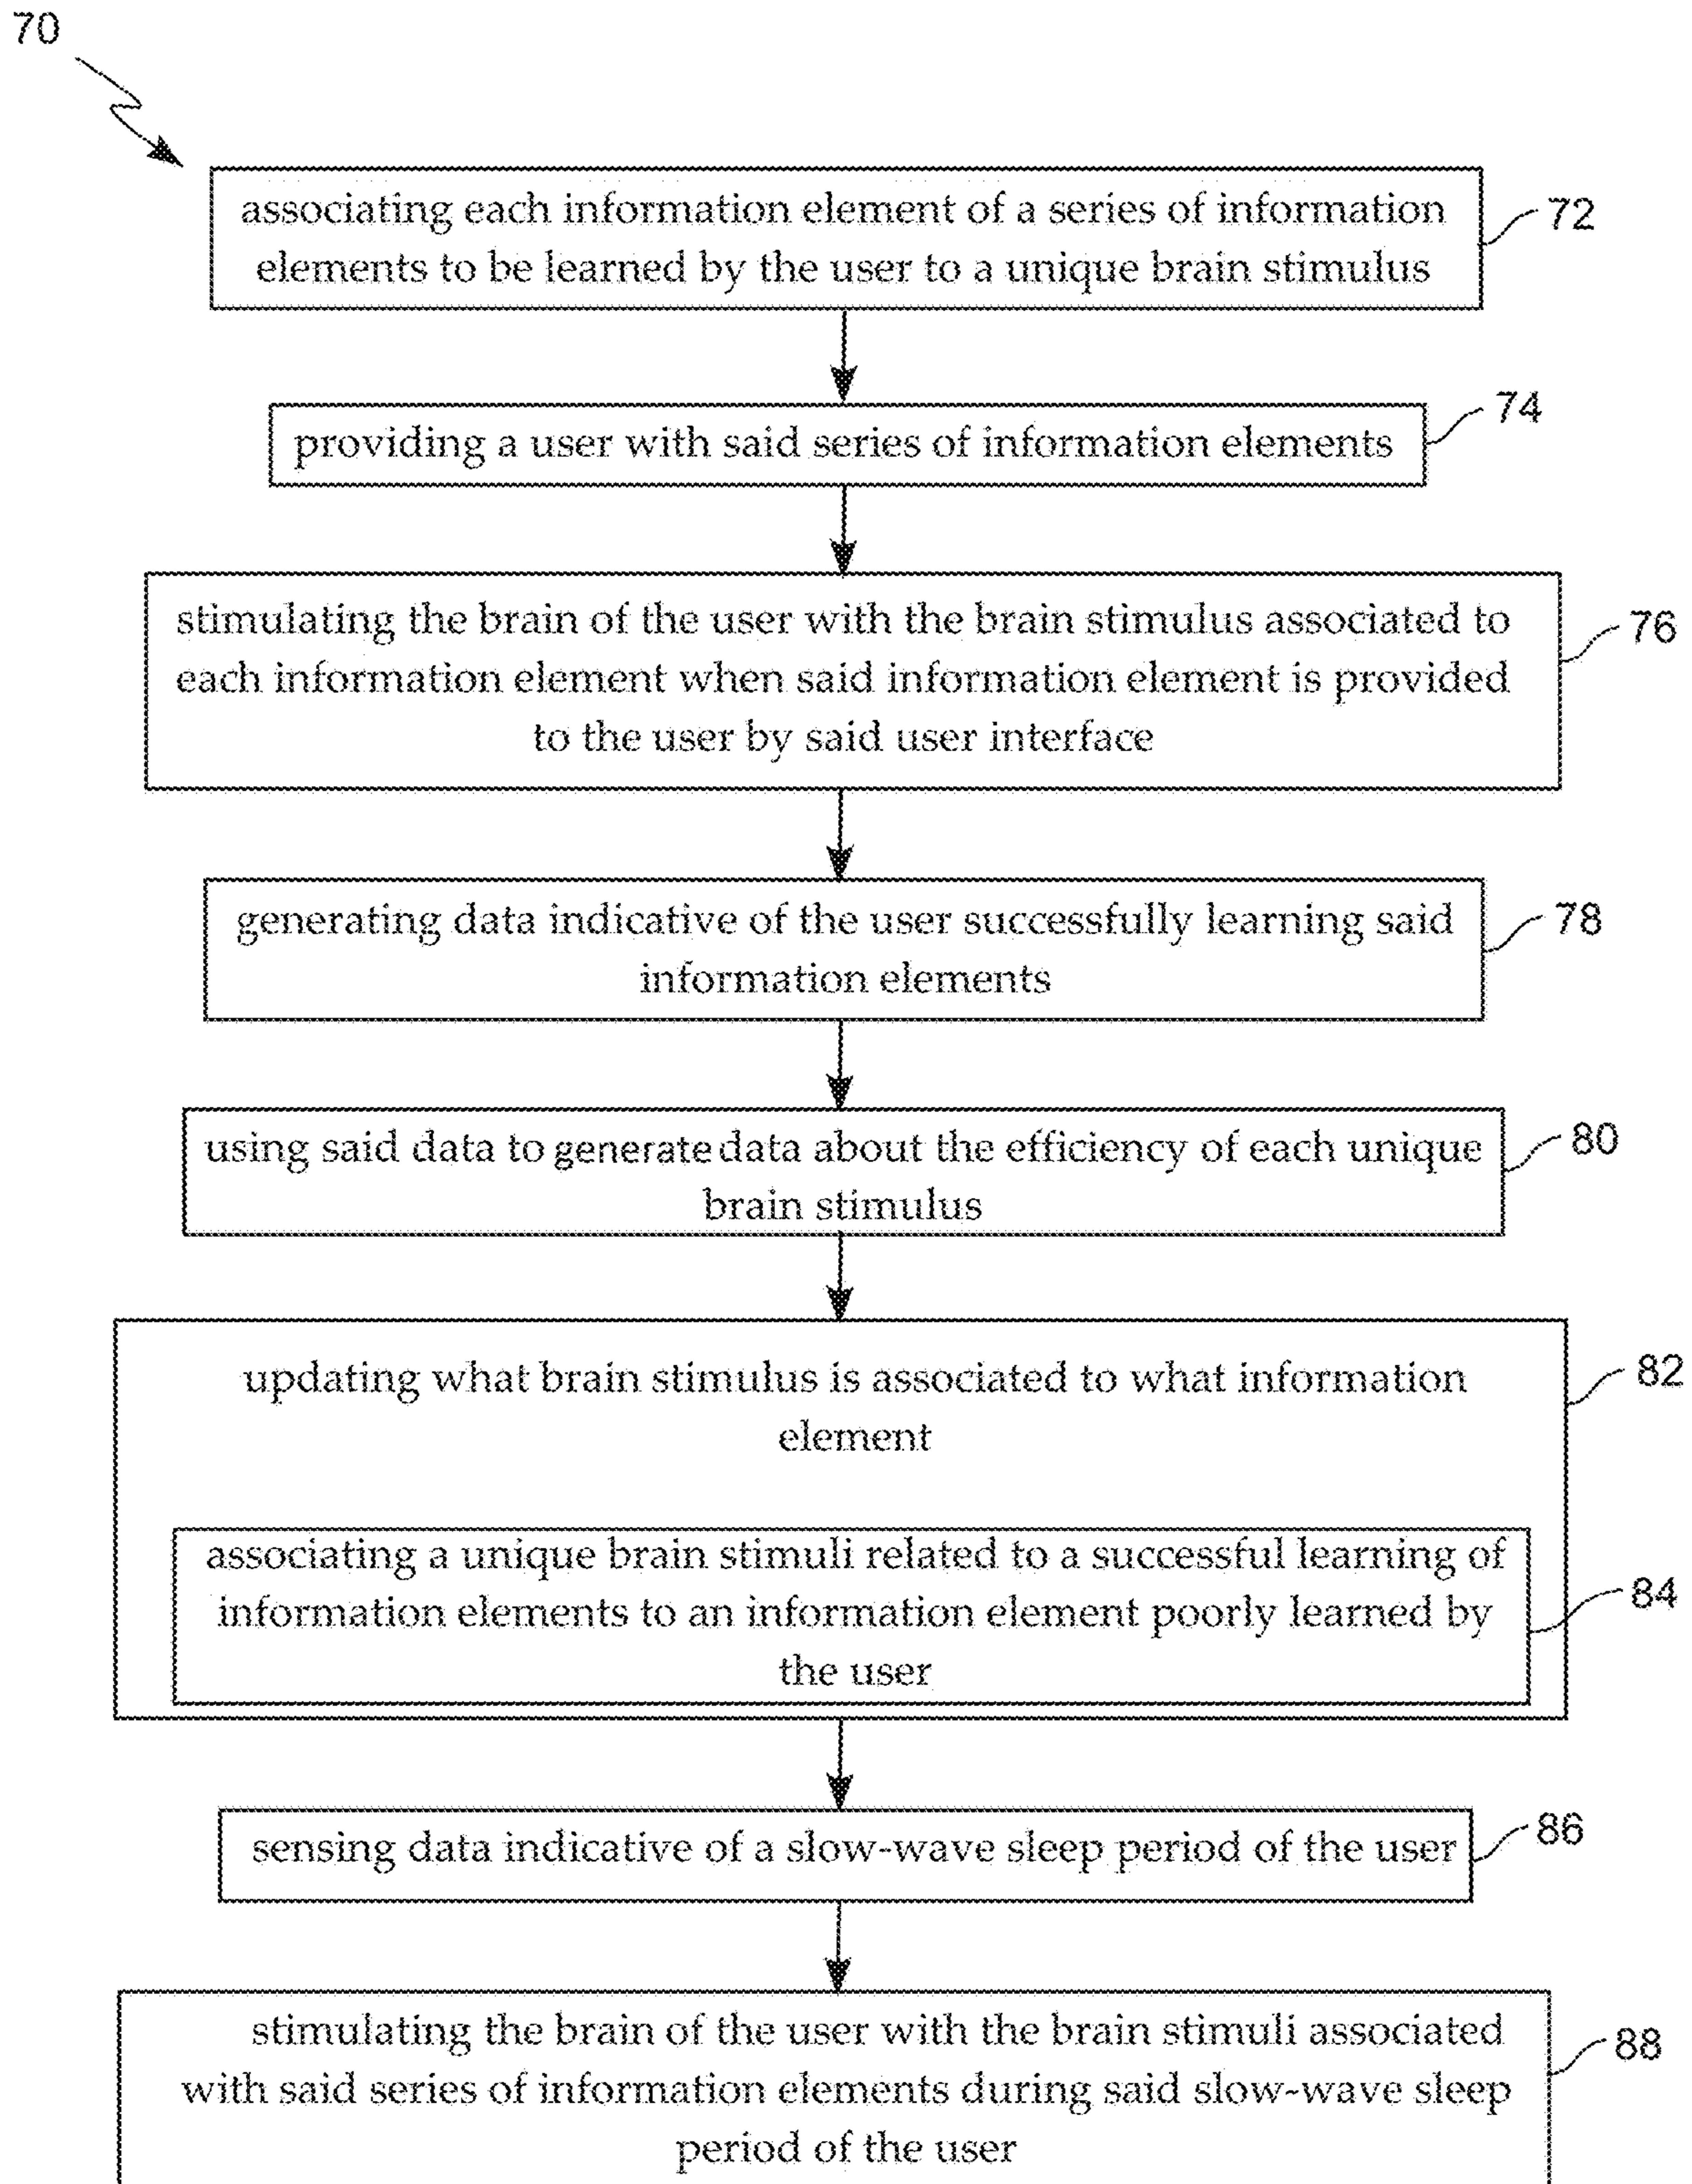 70
associating each information element of a series of information
elements to be learned by the user to a unique brain stimulus
72
providing a user with said series of information elements
74
stimulating the brain of the user with the brain stimulus associated to
each information element when said information element is provided
to the user by said user interface
76
generating data indicative of the user successfully learning said
information elements
78
using said data to generate data about the efficiency of each unique
brain stimulus
80
updating what brain stimulus is associated to what information
element
82
associating a unique brain stimuli related to a successful learning of
information elements to an information element poorly learned by
the user
84
sensing data indicative of a slow-wave sleep period of the user
86
stimulating the brain of the user with the brain stimuli associated
with said series of information elements during said slow-wave sleep
period of the user
88